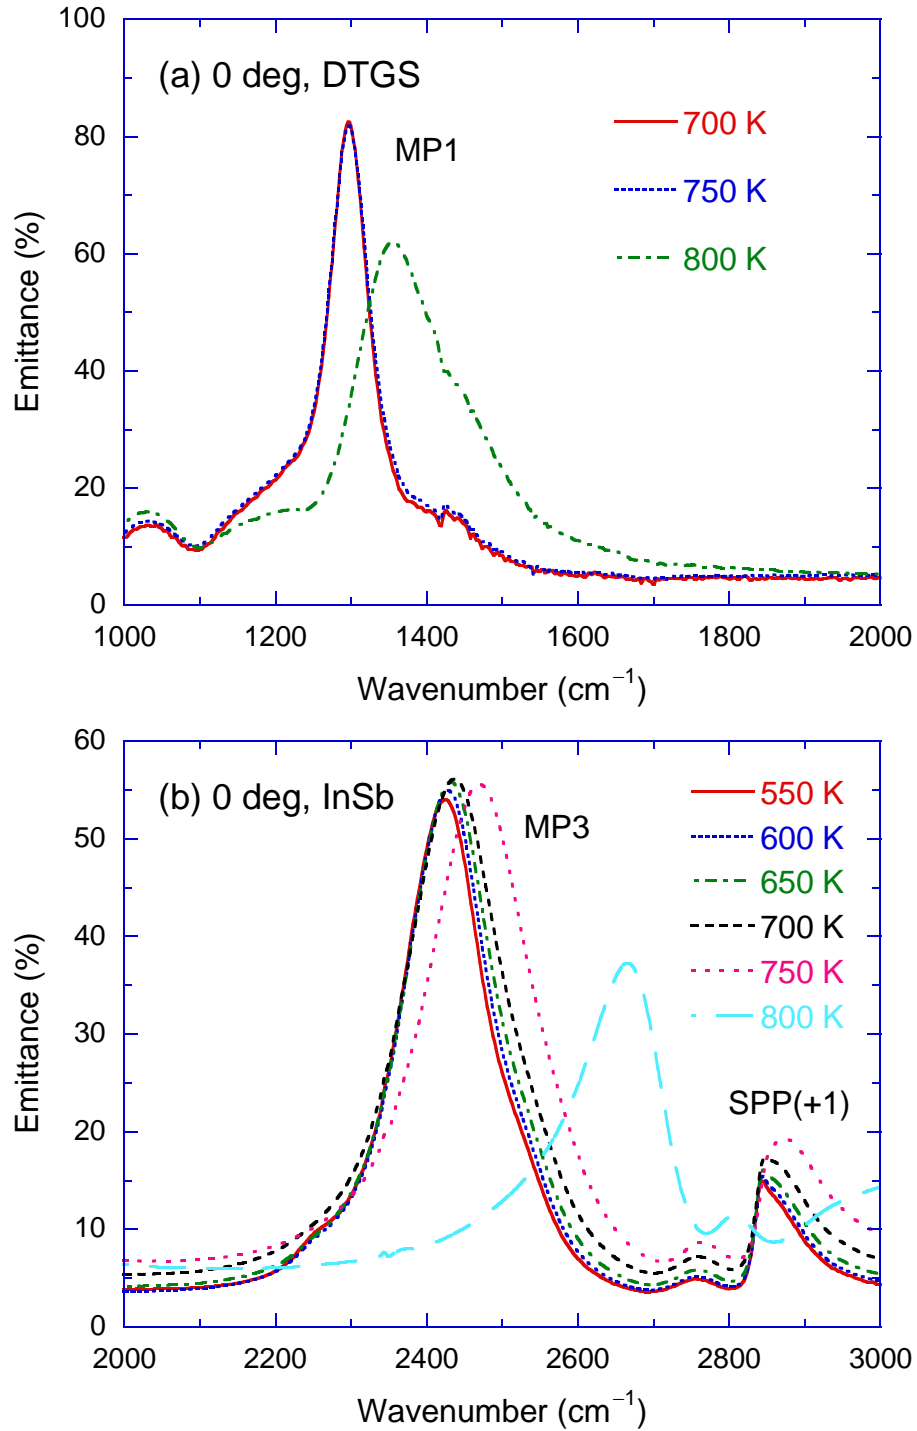 100
(a) 0 deg, DTGS
MP1
700 K
750 K
800 K
80
60
40
20
0
Emittance (%)
1000 1200 1400 1600 1800 2000
Wavenumber (cm⁻¹)
60
(b) 0 deg, InSb
MP3
550 K
600 K
650 K
700 K
750 K
800 K
SPP(+1)
50
40
30
20
10
0
Emittance (%)
2000 2200 2400 2600 2800 3000
Wavenumber (cm⁻¹)